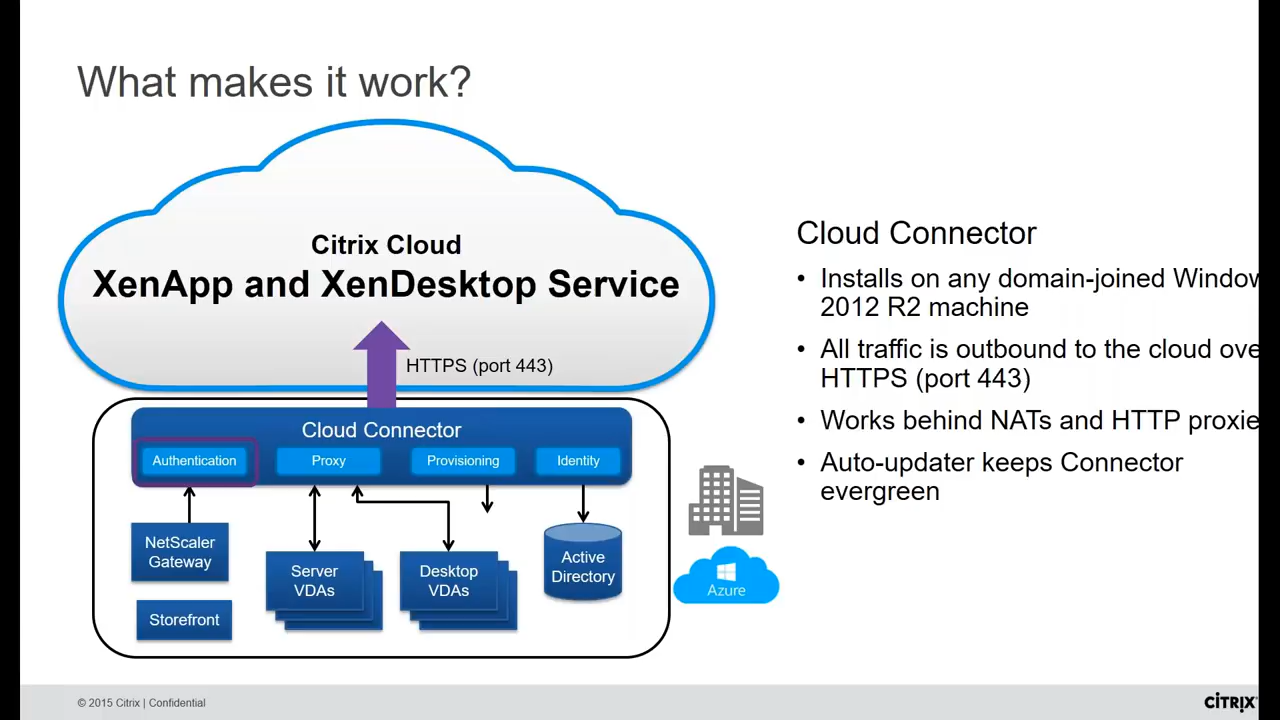 What makes it work?
Citrix Cloud
XenApp and XenDesktop Service
HTTPS (port 443)
Cloud Connector
Authentication
Proxy
Provisioning
Identity
NetScaler
Gateway
Storefront
Server
VDAs
Desktop
VDAs
Active
Directory
Azure
Cloud Connector
• Installs on any domain-joined Window
2012 R2 machine
• All traffic is outbound to the cloud ove
HTTPS (port 443)
• Works behind NATs and HTTP proxie
• Auto-updater keeps Connector
evergreen
© 2015 Citrix | Confidential
CITRIX